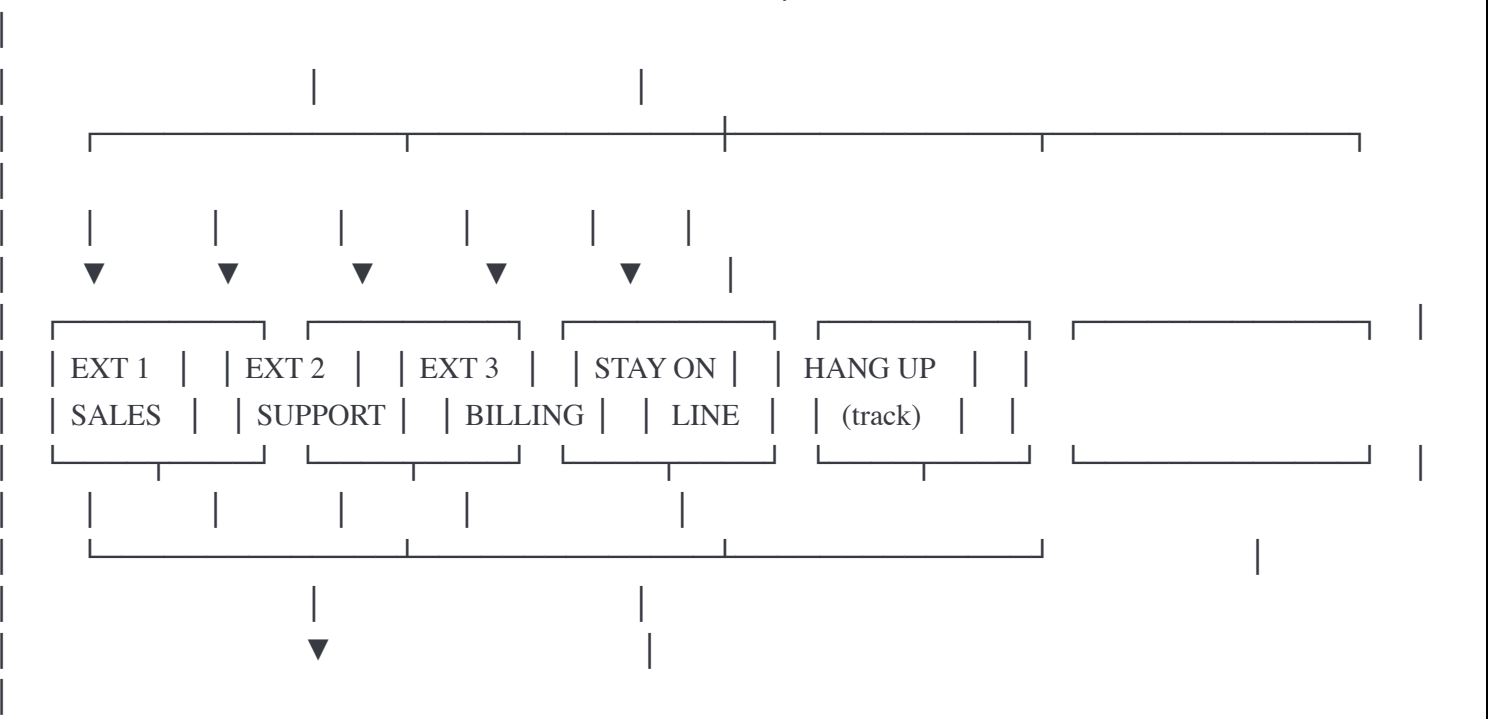 EXT 1 EXT 2 EXT 3 STAY ON HANG UP
SALES SUPPORT BILLING LINE (track)